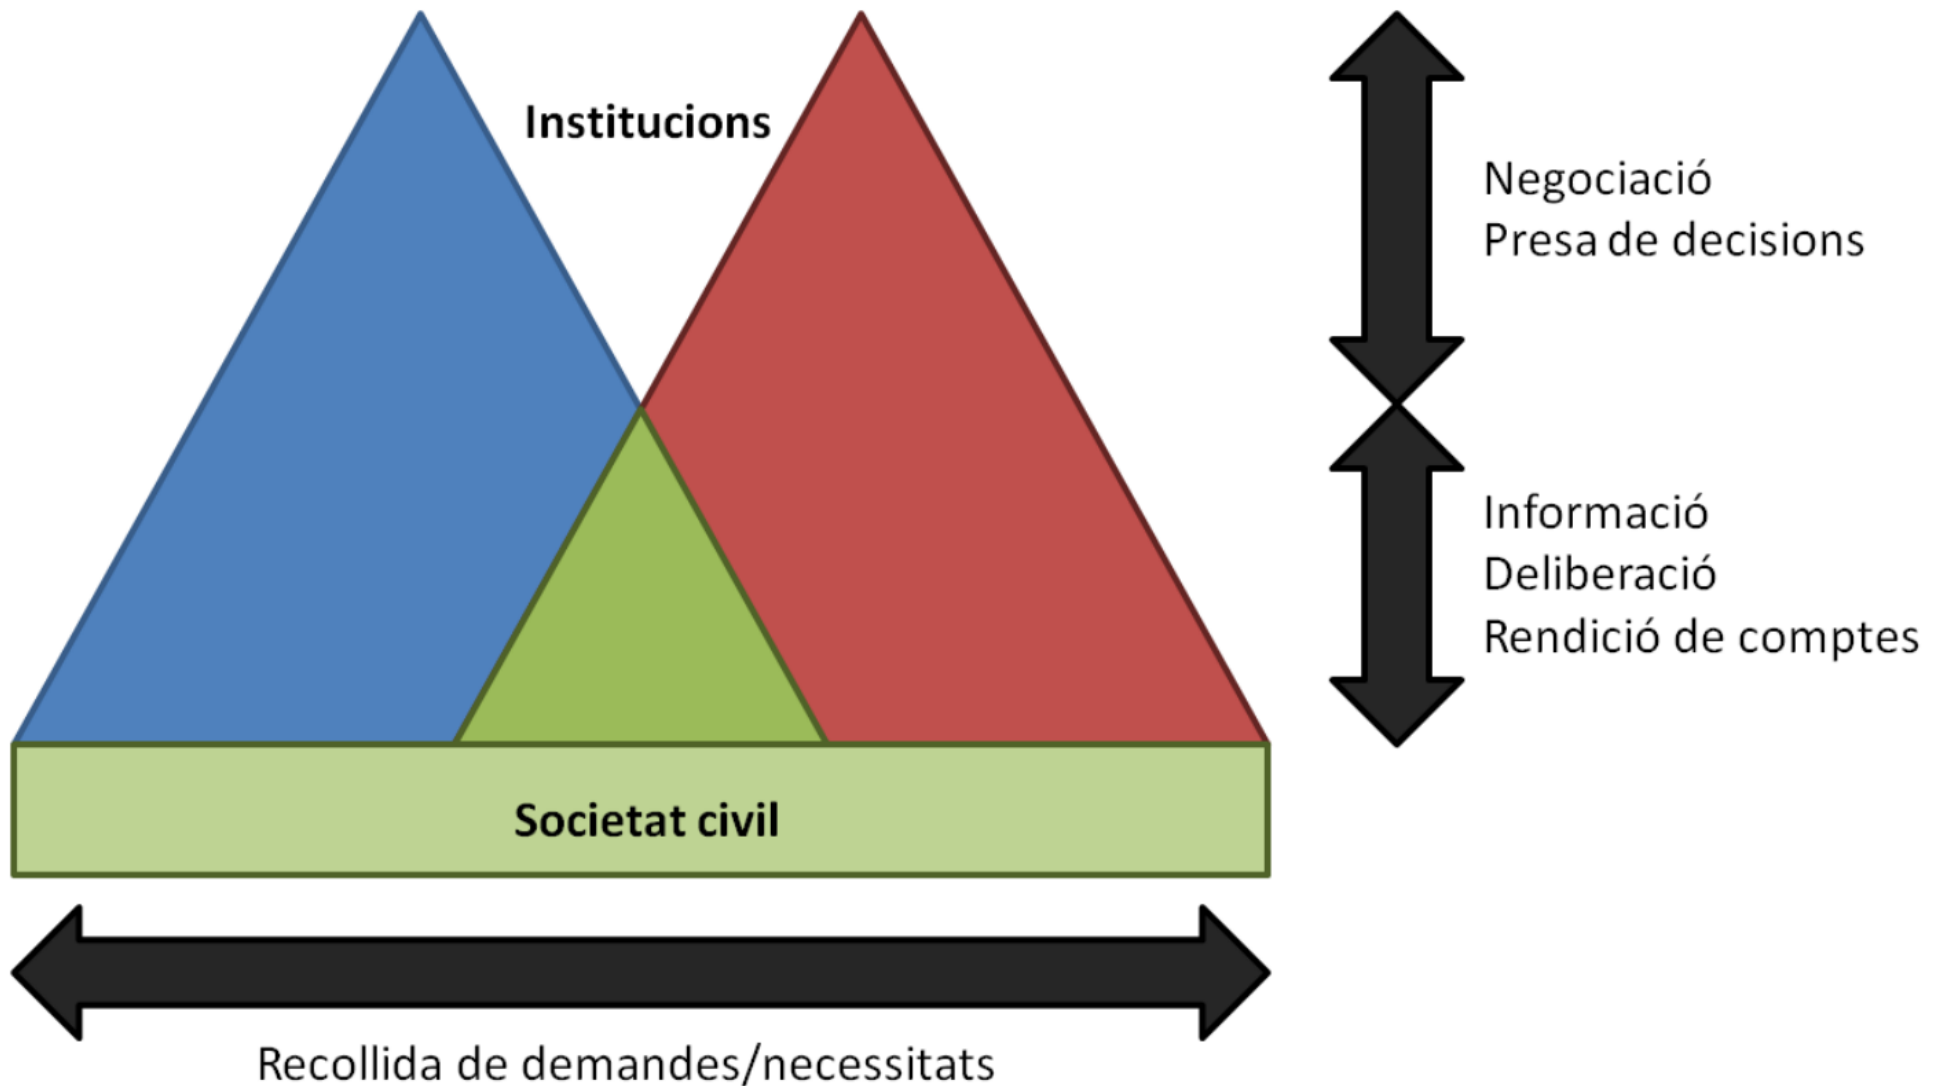 Institucions
Negociació
Presa de decisions
Informació
Deliberació
Rendició de comptes
Societat civil
Recollida de demandes/necessitats